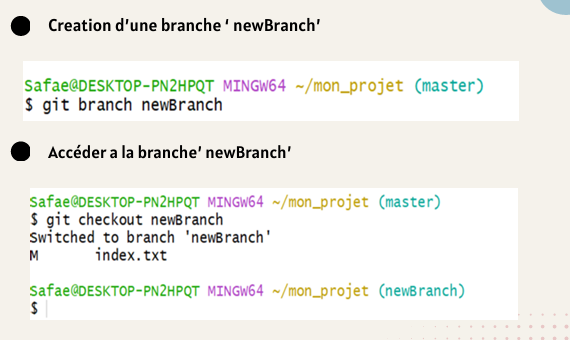 Creation d'une branche ' newBranch'
Safae@DESKTOP-PN2HPQT MINGW64 ~/mon_projet (master)
$ git branch newBranch
Accéder a la branche' newBranch'
Safae@DESKTOP-PN2HPQT MINGW64 ~/mon_projet (master)
$ git checkout newBranch
Switched to branch 'newBranch'
M       index.txt
Safae@DESKTOP-PN2HPQT MINGW64 ~/mon_projet (newBranch)
$